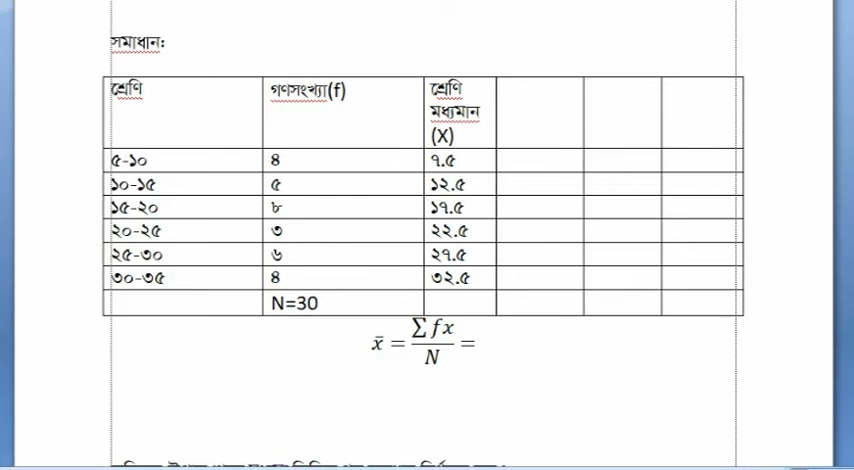 সমাধান:
শ্রেণি গণসংখ্যা(f) শ্রেণি মধ্যমান (X)
৫-১০ ৪ ৭.৫
১০-১৫ ৫ ১২.৫
১৫-২০ ৮ ১৭.৫
২০-২৫ ৩ ২২.৫
২৫-৩০ ৬ ২৭.৫
৩০-৩৫ ৪ ৩২.৫
N=30
x̄ = ∑fx / N =